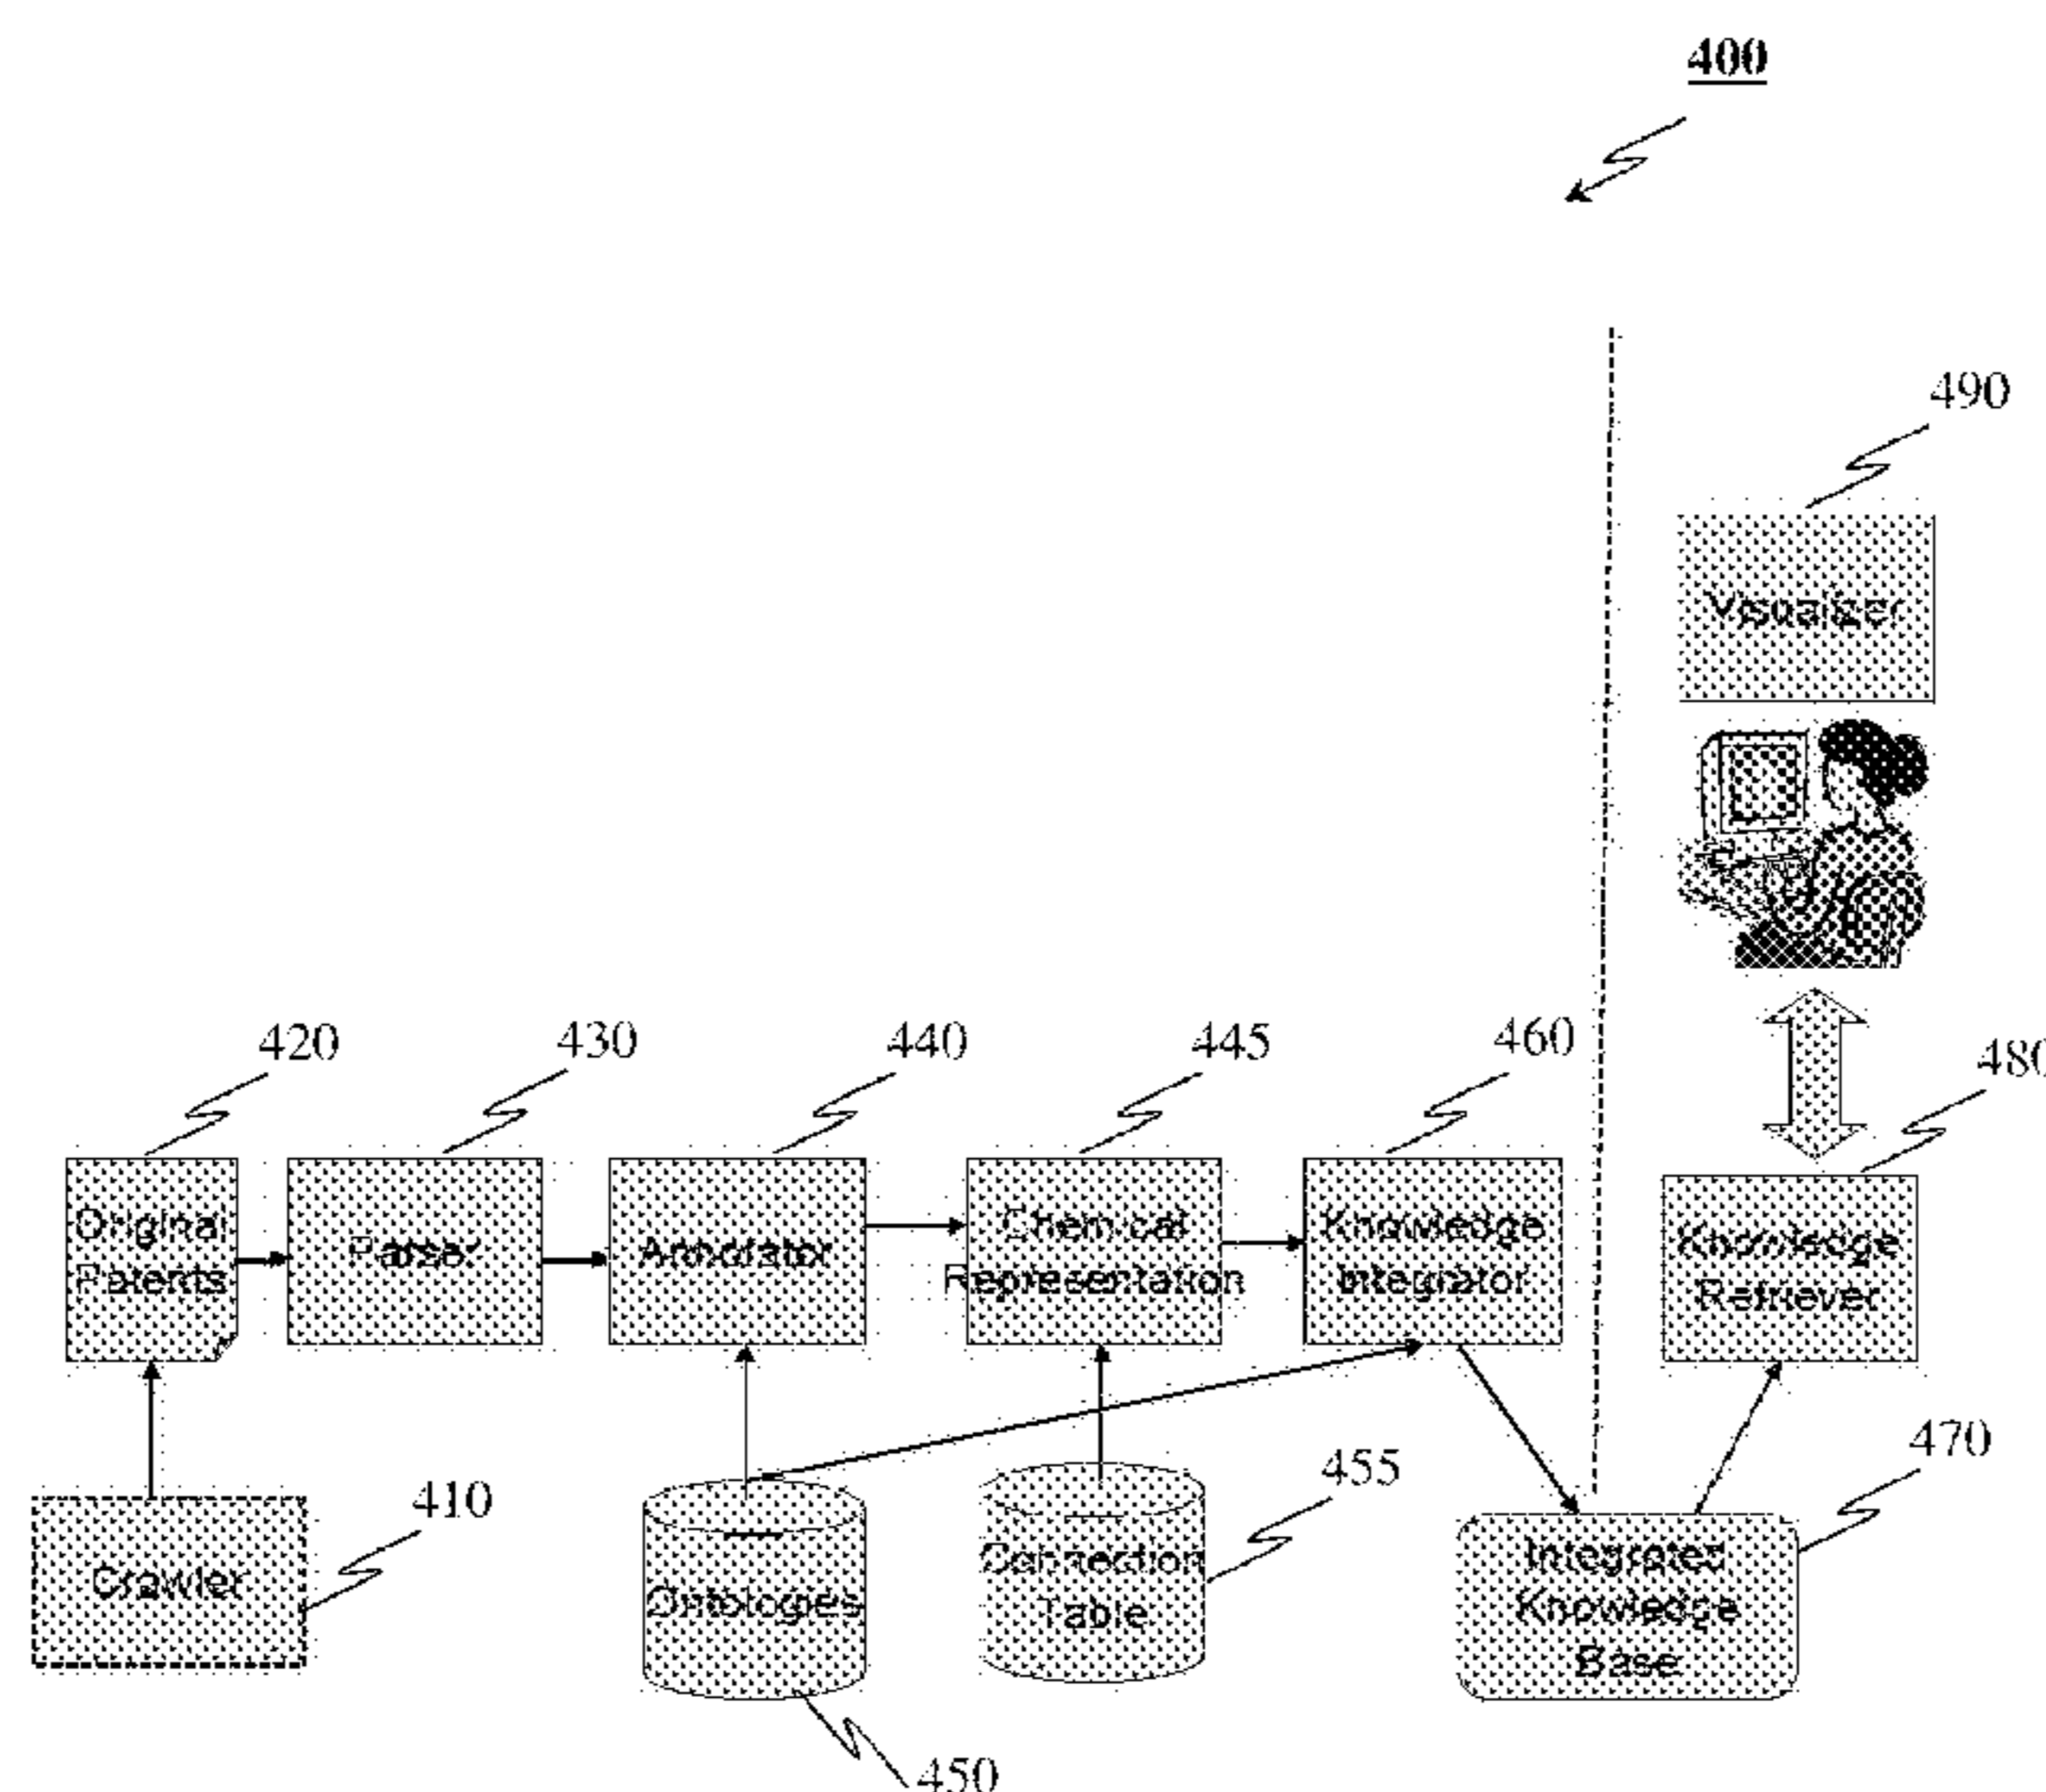 400
490
Visualizer
420
430
440
445
460
480
Original
Patents
Parser
Annotator
Chemical
Representation
Knowledge
Integrator
Knowledge
Retriever
410
455
470
Crawler
Ontologies
Connection
Table
Integrated
Knowledge
Base
450